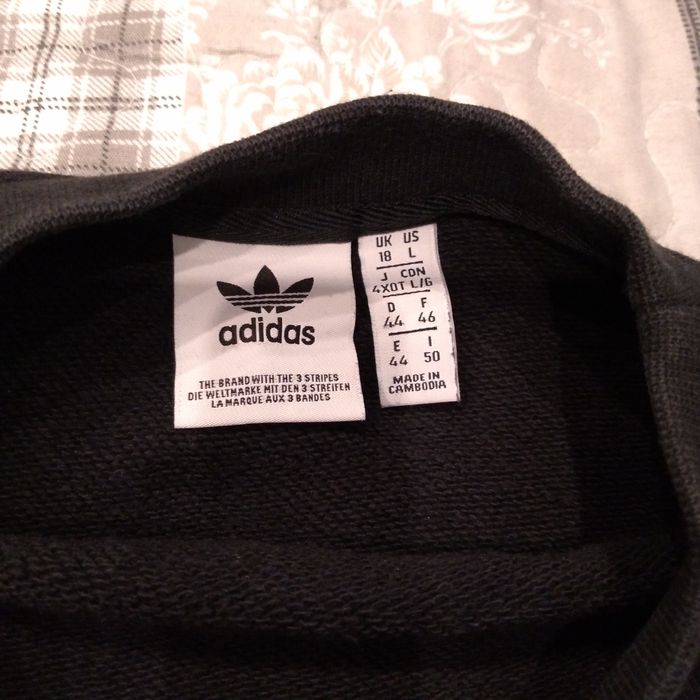 adidas
THE BRAND WITH THE 3 STRIPES
DIE WELTMARKE MIT DEN 3 STREIFEN
LA MARQUE AUX 3 BANDES
UK US
18 L
J CDN
4XOT L/G
D F
44 46
E I
44 50
MADE IN
CAMBODIA